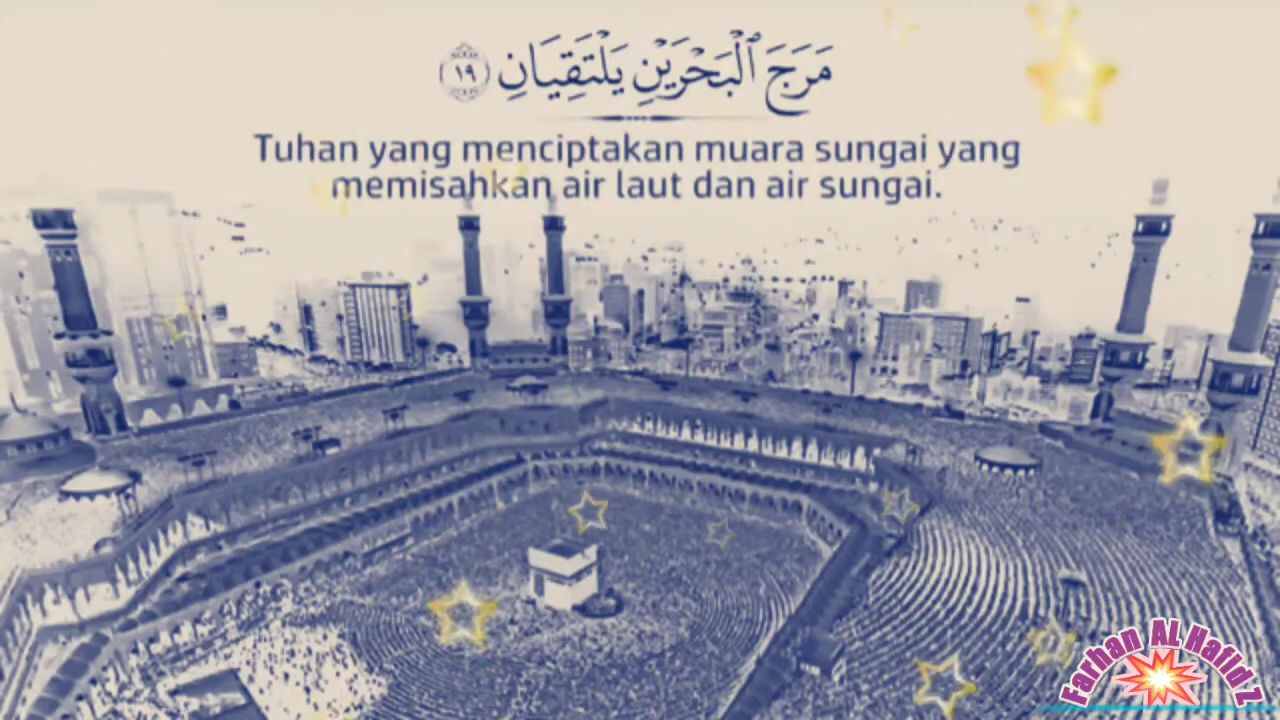 مَرَجَ ٱلْبَحْرَيْنِ يَلْتَقِيَانِ ١٩
Tuhan yang menciptakan muara sungai yang
memisahkan air laut dan air sungai.
Farhan AL Hafidz